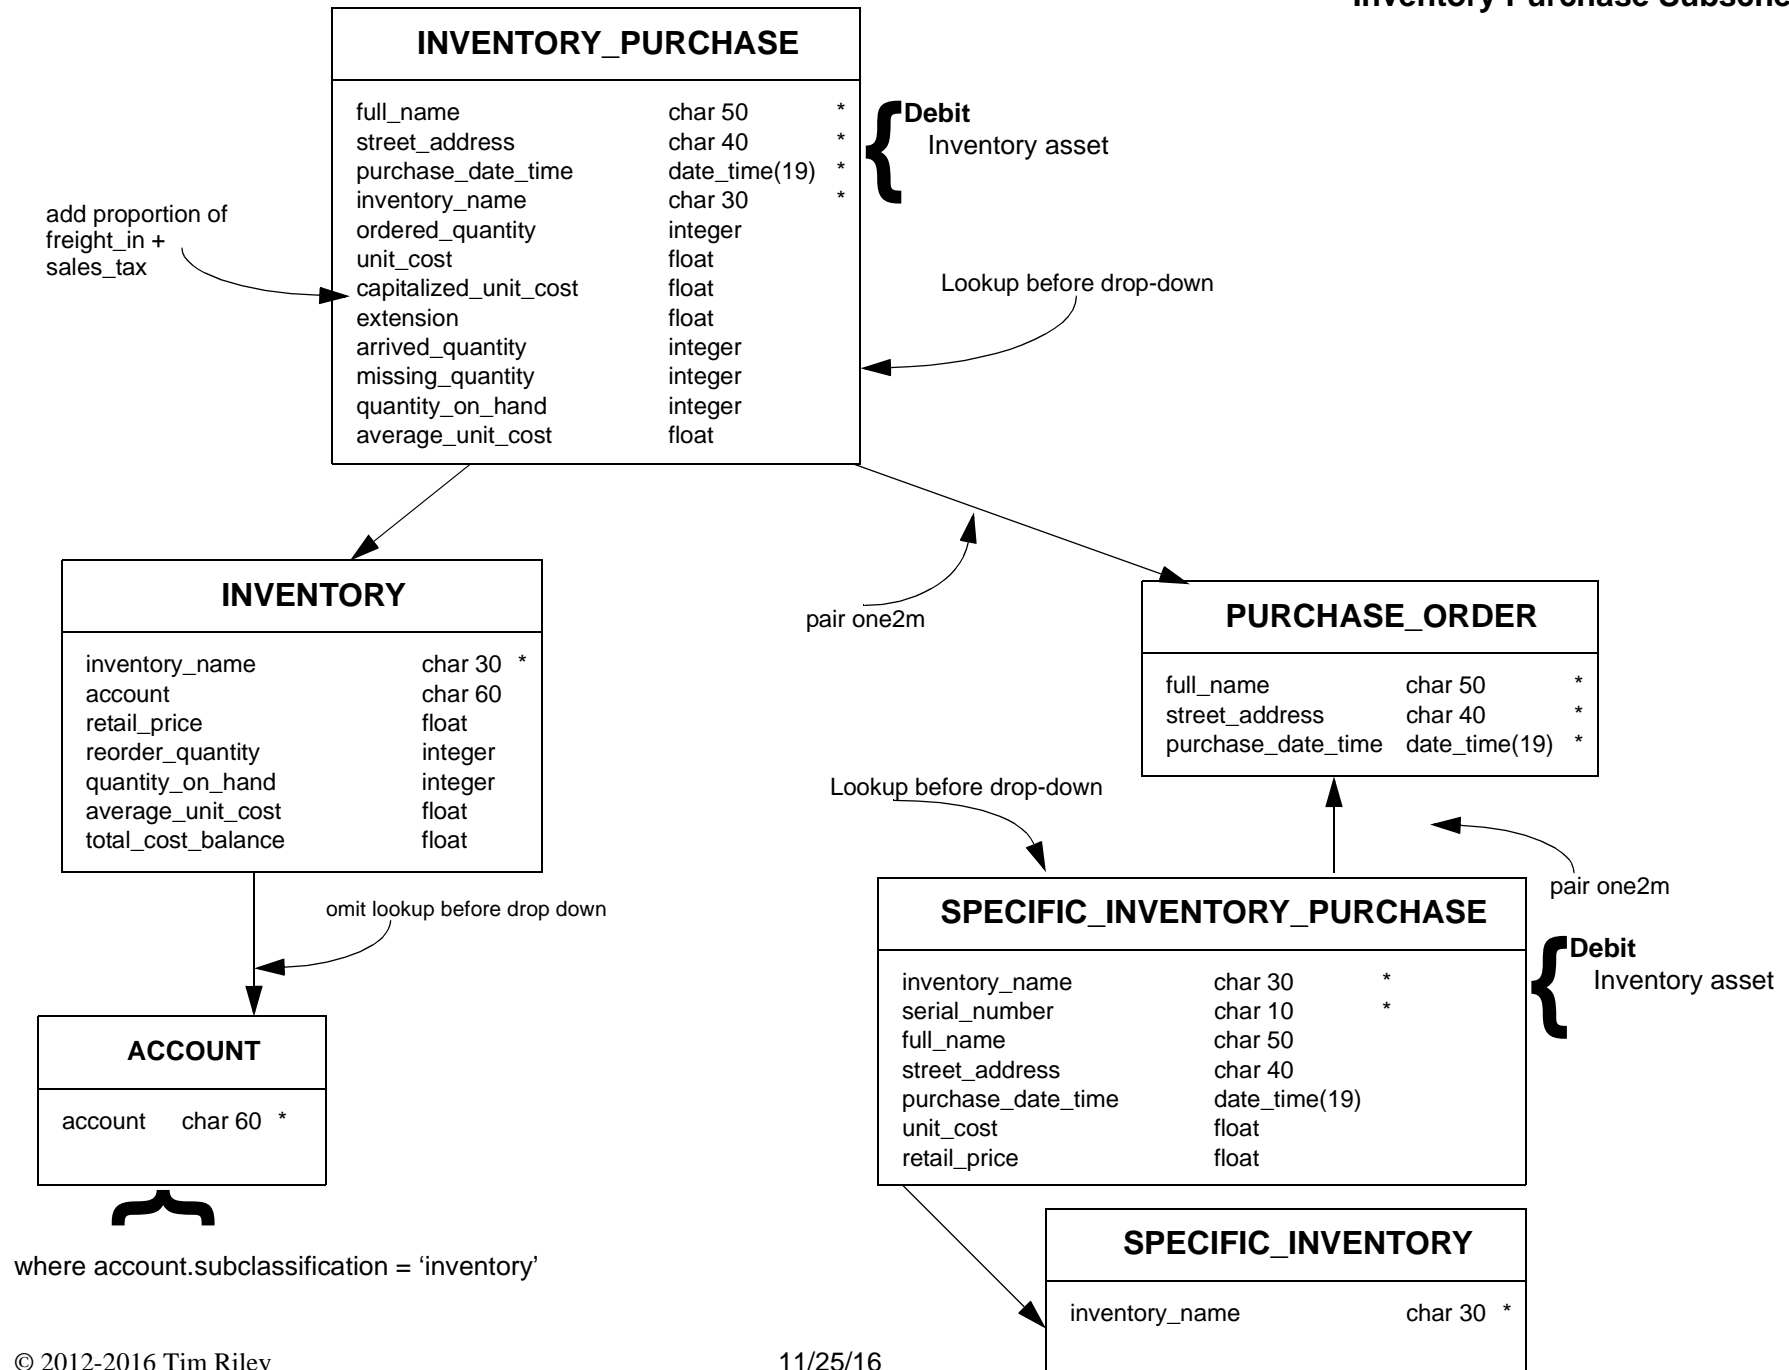 Inventory Purchase
INVENTORY_PURCHASE
full_name char 50 *
street_address char 40 *
purchase_date_time date_time(19) *
inventory_name char 30 *
ordered_quantity integer
unit_cost float
capitalized_unit_cost float
extension float
arrived_quantity integer
missing_quantity integer
quantity_on_hand integer
average_unit_cost float
{
Debit
Inventory asset
add proportion of
freight_in +
sales_tax
Lookup before drop-down
pair one2m
INVENTORY
inventory_name char 30 *
account char 60
retail_price float
reorder_quantity integer
quantity_on_hand integer
average_unit_cost float
total_cost_balance float
PURCHASE_ORDER
full_name char 50 *
street_address char 40 *
purchase_date_time date_time(19) *
Lookup before drop-down
pair one2m
omit lookup before drop down
SPECIFIC_INVENTORY_PURCHASE
inventory_name char 30 *
serial_number char 10 *
full_name char 50
street_address char 40
purchase_date_time date_time(19)
unit_cost float
retail_price float
{
Debit
Inventory asset
ACCOUNT
account char 60 *
{
where account.subclassification = ‘inventory’
SPECIFIC_INVENTORY
inventory_name char 30 *
© 2012-2016 Tim Riley
11/25/16